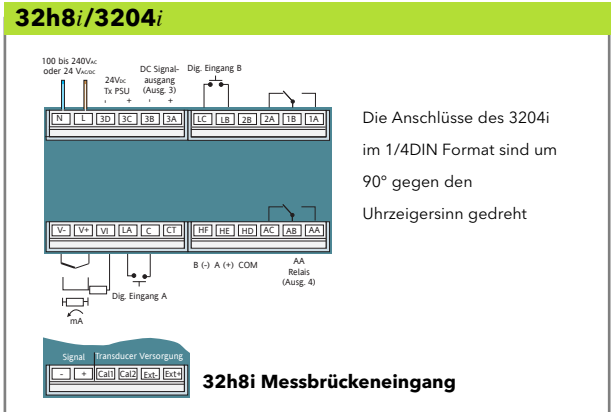 32h8i/3204i
100 bis 240VAC
oder 24 VAC/DC
24VDC
Tx PSU
- +
DC Signal-
ausgang
(Ausg. 3)
- +
Dig. Eingang B
N L 3D 3C 3B 3A LC LB 2B 2A 1B 1A
Die Anschlüsse des 3204i
im 1/4DIN Format sind um
90º gegen den
Uhrzeigersinn gedreht
V- V+ VI LA C CT HF HE HD AC AB AA
B (-) A (+) COM
AA
Relais
(Ausg. 4)
Dig. Eingang A
mA
Signal Transducer Versorgung
- + Cal1 Cal2 Ext- Ext+
32h8i Messbrückeneingang